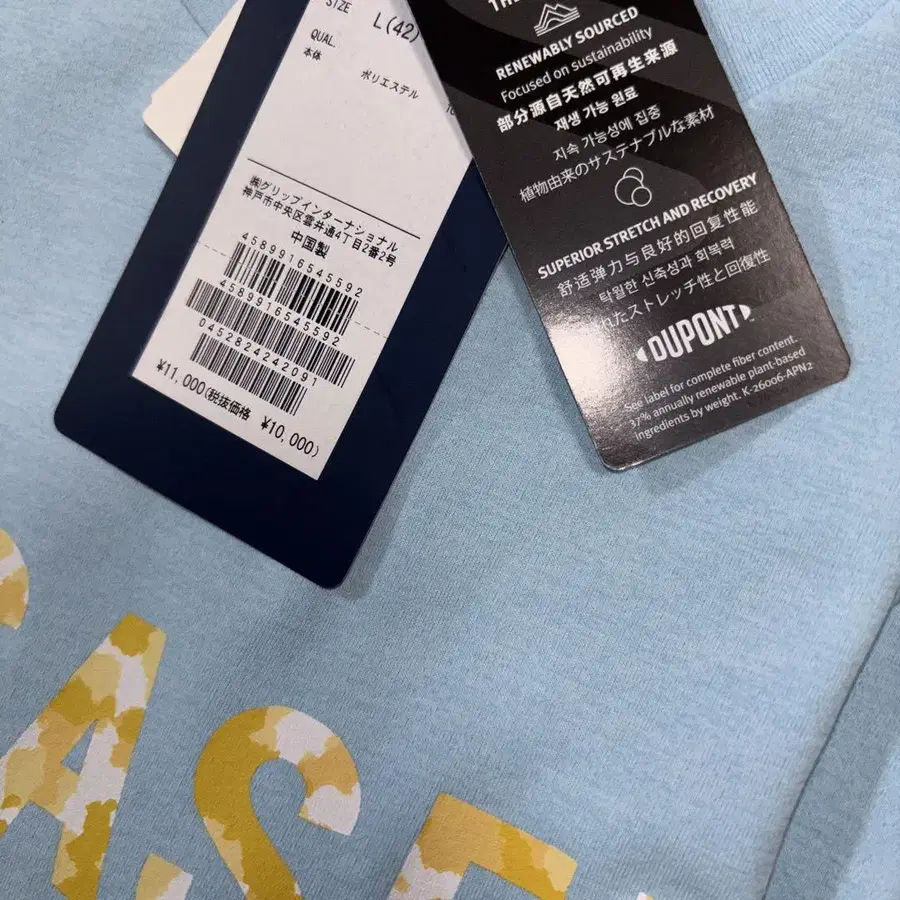 SIZE
L(42)
QUAL.
本体
ポリエステル
㈱グリップインターナショナル
神戸市中央区雲井通4丁目2番2号
中国製
4589916545592
4589916545592
0452824242091
¥11,000(税抜価格 ¥10,000)
RENEWABLY SOURCED
Focused on sustainability
部分源自天然可再生来源
재생 가능 원료
지속 가능성에 집중
植物由来のサステナブルな素材
SUPERIOR STRETCH AND RECOVERY
舒适弹力与良好的回复性能
탁월한 신축성과 회복력
れたストレッチ性と回復性
DUPONT™
See label for complete fiber content.
37% annually renewable plant-based
ingredients by weight. K-26006-APN2
AS